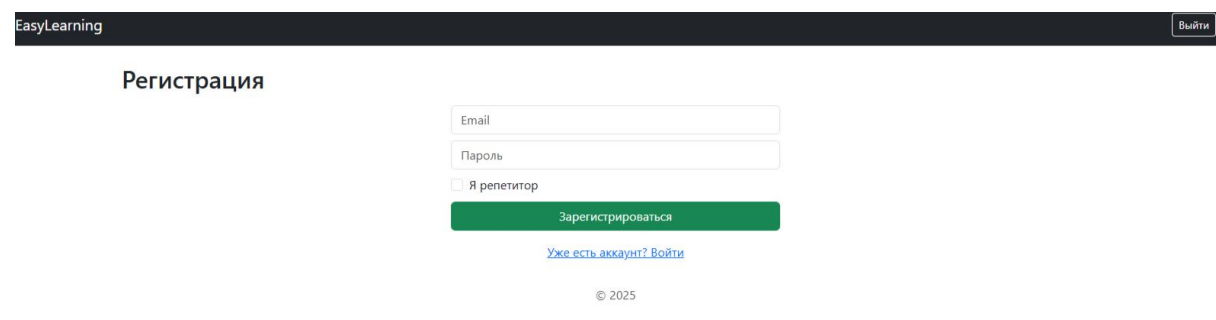 EasyLearning
Выйти
Регистрация
Email
Пароль
Я репетитор
Зарегистрироваться
Уже есть аккаунт? Войти
© 2025